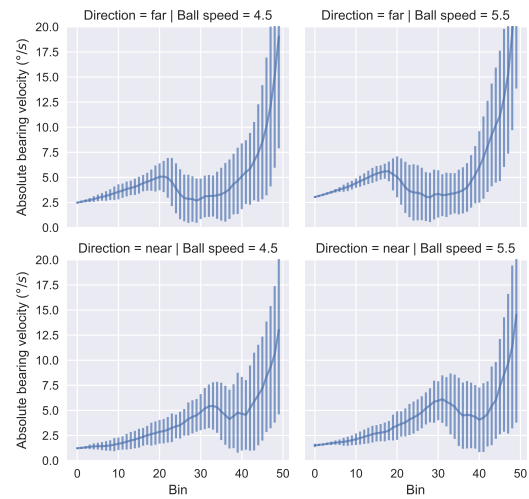 Direction = far | Ball speed = 4.5
Direction = far | Ball speed = 5.5
20.0
17.5
15.0
12.5
10.0
7.5
5.0
2.5
0.0
Absolute bearing velocity (°/s)
Direction = near | Ball speed = 4.5
Direction = near | Ball speed = 5.5
20.0
17.5
15.0
12.5
10.0
7.5
5.0
2.5
0.0
Absolute bearing velocity (°/s)
0 10 20 30 40 50
0 10 20 30 40 50
Bin
Bin